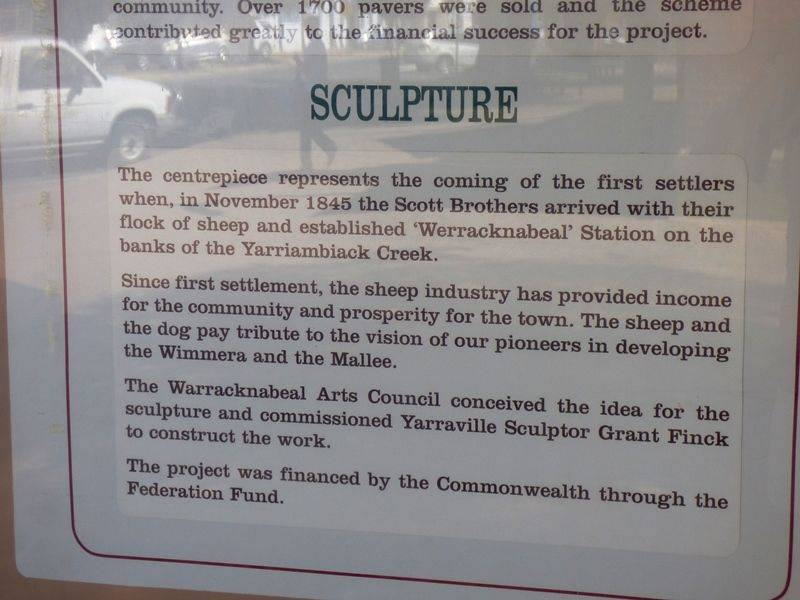 community. Over 1700 pavers were sold and the scheme
contributed greatly to the financial success for the project.
SCULPTURE
The centrepiece represents the coming of the first settlers
when, in November 1845 the Scott Brothers arrived with their
flock of sheep and established ‘Werracknabeal’ Station on the
banks of the Yarriambiack Creek.
Since first settlement, the sheep industry has provided income
for the community and prosperity for the town. The sheep and
the dog pay tribute to the vision of our pioneers in developing
the Wimmera and the Mallee.
The Warracknabeal Arts Council conceived the idea for the
sculpture and commissioned Yarraville Sculptor Grant Finck
to construct the work.
The project was financed by the Commonwealth through the
Federation Fund.